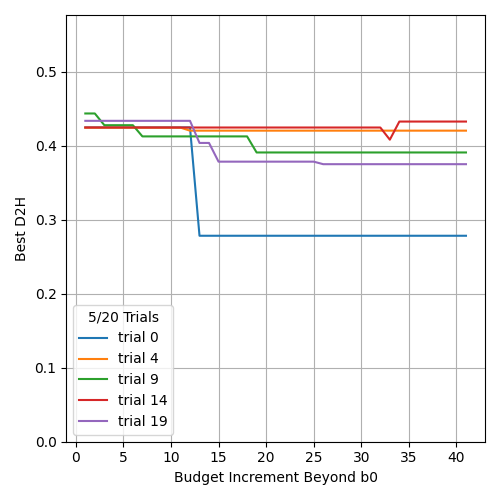 0.5
0.4
0.3
0.2
0.1
0.0
Best D2H
5/20 Trials
trial 0
trial 4
trial 9
trial 14
trial 19
0 5 10 15 20 25 30 35 40
Budget Increment Beyond b0